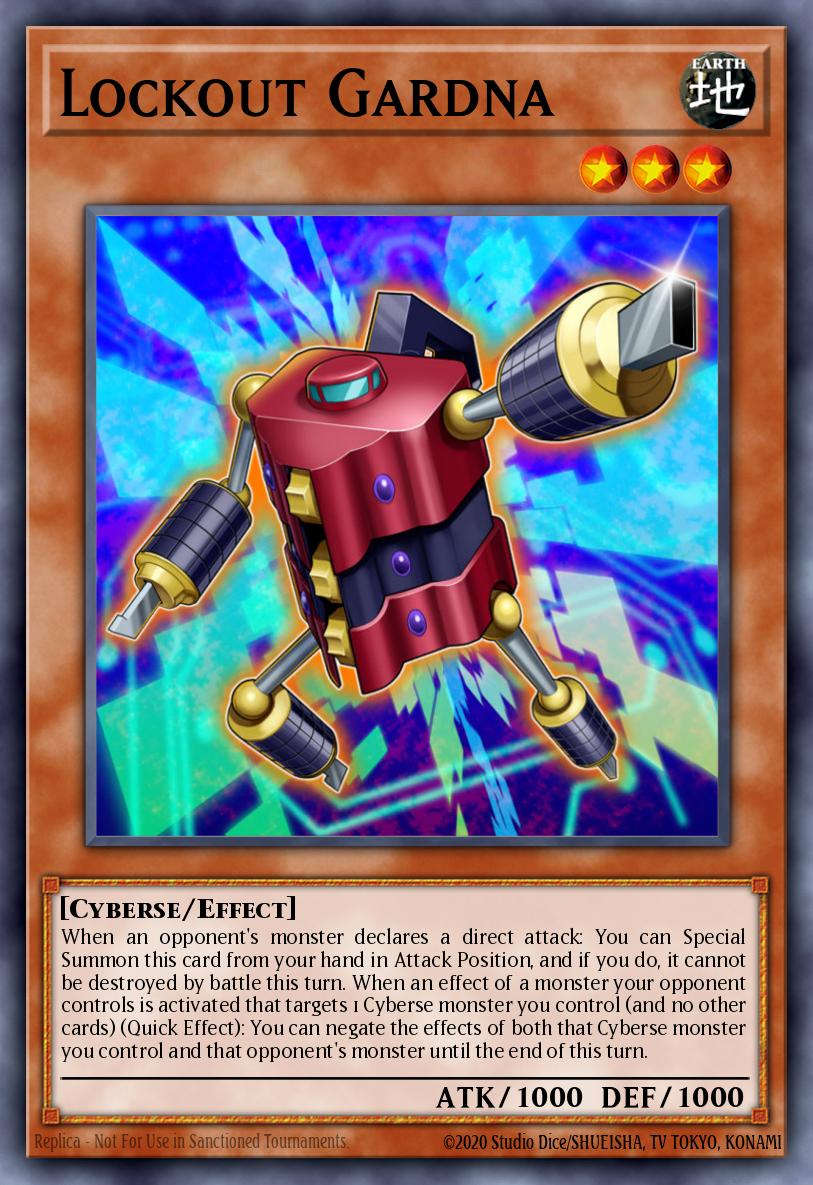 Lockout Gardna
EARTH
地
[Cyberse/Effect]
When an opponent's monster declares a direct attack: You can Special
Summon this card from your hand in Attack Position, and if you do, it cannot
be destroyed by battle this turn. When an effect of a monster your opponent
controls is activated that targets 1 Cyberse monster you control (and no other
cards) (Quick Effect): You can negate the effects of both that Cyberse monster
you control and that opponent's monster until the end of this turn.
ATK/1000 DEF/1000
Replica - Not For Use in Sanctioned Tournaments.
©2020 Studio Dice/SHUEISHA, TV TOKYO, KONAMI